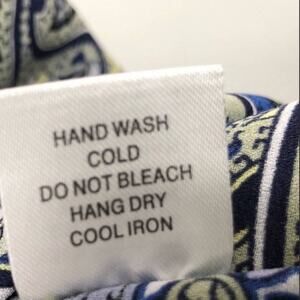 HAND WASH
COLD
DO NOT BLEACH
HANG DRY
COOL IRON